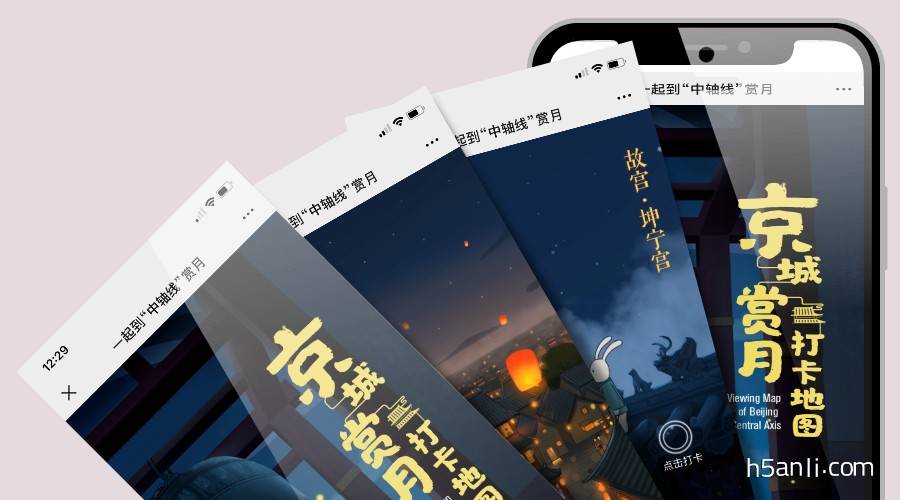 12:29
一起到“中轴线”赏月
京城
赏月
打卡地图
到“中轴线”赏月
起到“中轴线”赏月
故宫·坤宁宫
点击打卡
一起到“中轴线”赏月
京城
赏月
打卡地图
Viewing Map
of Beijing
Central Axis
h5anli.com